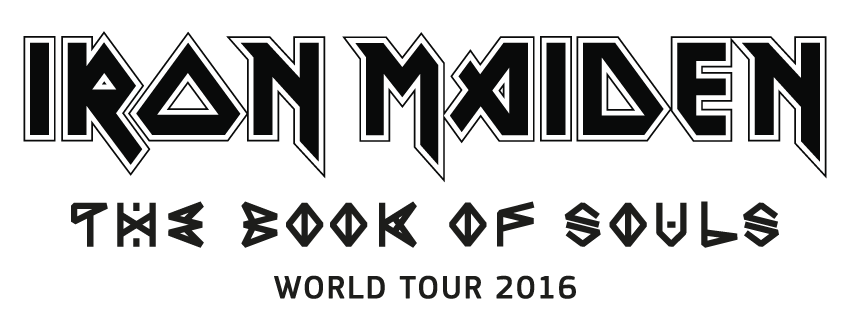 IRON MAIDEN
THE BOOK OF SOULS
WORLD TOUR 2016